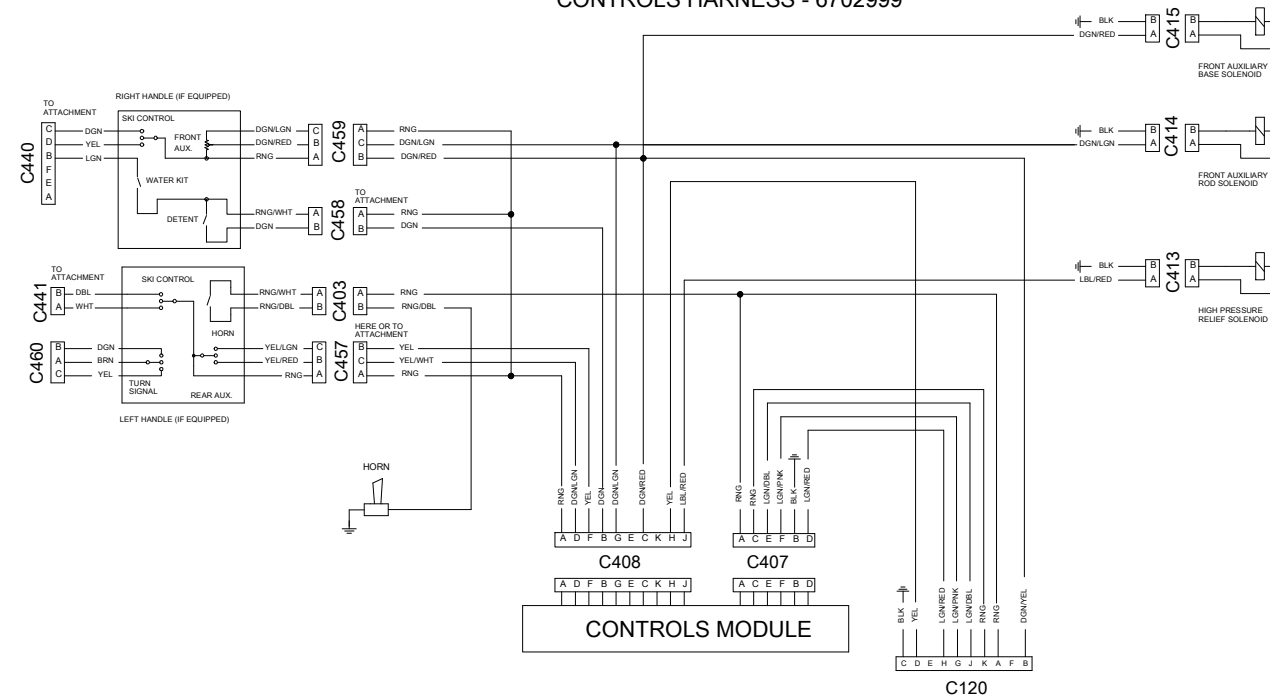 CONTROLS HARNESS - 6702999
BLK
DGN/RED
B
A
C415
B
A
FRONT AUXILIARY
BASE SOLENOID
BLK
DGN/LGN
B
A
C414
B
A
FRONT AUXILIARY
ROD SOLENOID
BLK
LBL/RED
B
A
C413
B
A
HIGH PRESSURE
RELIEF SOLENOID
TO
ATTACHMENT
C440
C
D
B
F
E
A
DGN
YEL
LGN
RIGHT HANDLE (IF EQUIPPED)
SKI CONTROL
FRONT
AUX.
WATER KIT
DETENT
DGN/LGN
DGN/RED
RNG
C
B
A
C459
A
C
B
RNG
DGN/LGN
DGN/RED
RNG/WHT
DGN
A
B
C458
TO
ATTACHMENT
A
B
RNG
DGN
TO
ATTACHMENT
C441
B
A
DBL
WHT
SKI CONTROL
HORN
RNG/WHT
RNG/DBL
A
B
C403
A
B
RNG
RNG/DBL
C460
B
A
C
DGN
BRN
YEL
TURN
SIGNAL
REAR AUX.
YEL/LGN
YEL/RED
RNG
C
B
A
C457
HERE OR TO
ATTACHMENT
B
C
A
YEL
YEL/WHT
RNG
LEFT HANDLE (IF EQUIPPED)
HORN
RNG
DGN/LGN
YEL
DGN
DGN/LGN
DGN/RED
YEL
LBL/RED
A D F B G E C K H J
C408
A D F B G E C K H J
RNG
RNG
LGN/DBL
LGN/PNK
BLK
LGN/RED
A C E F B D
C407
A C E F B D
CONTROLS MODULE
BLK
YEL
LGN/RED
LGN/PNK
LGN/DBL
RNG
RNG
DGN/YEL
C D E H G J K A F B
C120